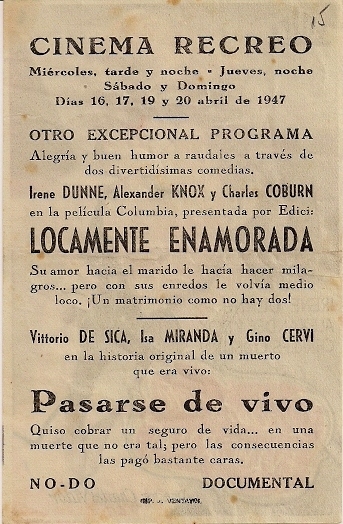 15
CINEMA RECREO
Miércoles, tarde y noche - Jueves, noche
Sábado y Domingo
Días 16, 17, 19 y 20 abril de 1947
OTRO EXCEPCIONAL PROGRAMA
Alegría y buen humor a raudales a través de
dos divertidísimas comedias.
Irene DUNNE, Alexander KNOX y Charles COBURN
en la película Columbia, presentada por Edici:
LOCAMENTE ENAMORADA
Su amor hacia el marido le hacía hacer mila-
gros... pero con sus enredos le volvía medio
loco. ¡Un matrimonio como no hay dos!
Vittorio DE SICA, Isa MIRANDA y Gino CERVI
en la historia original de un muerto
que era vivo:
Pasarse de vivo
Quiso cobrar un seguro de vida... en una
muerte que no era tal; pero las consecuencias
las pagó bastante caras.
NO-DO DOCUMENTAL